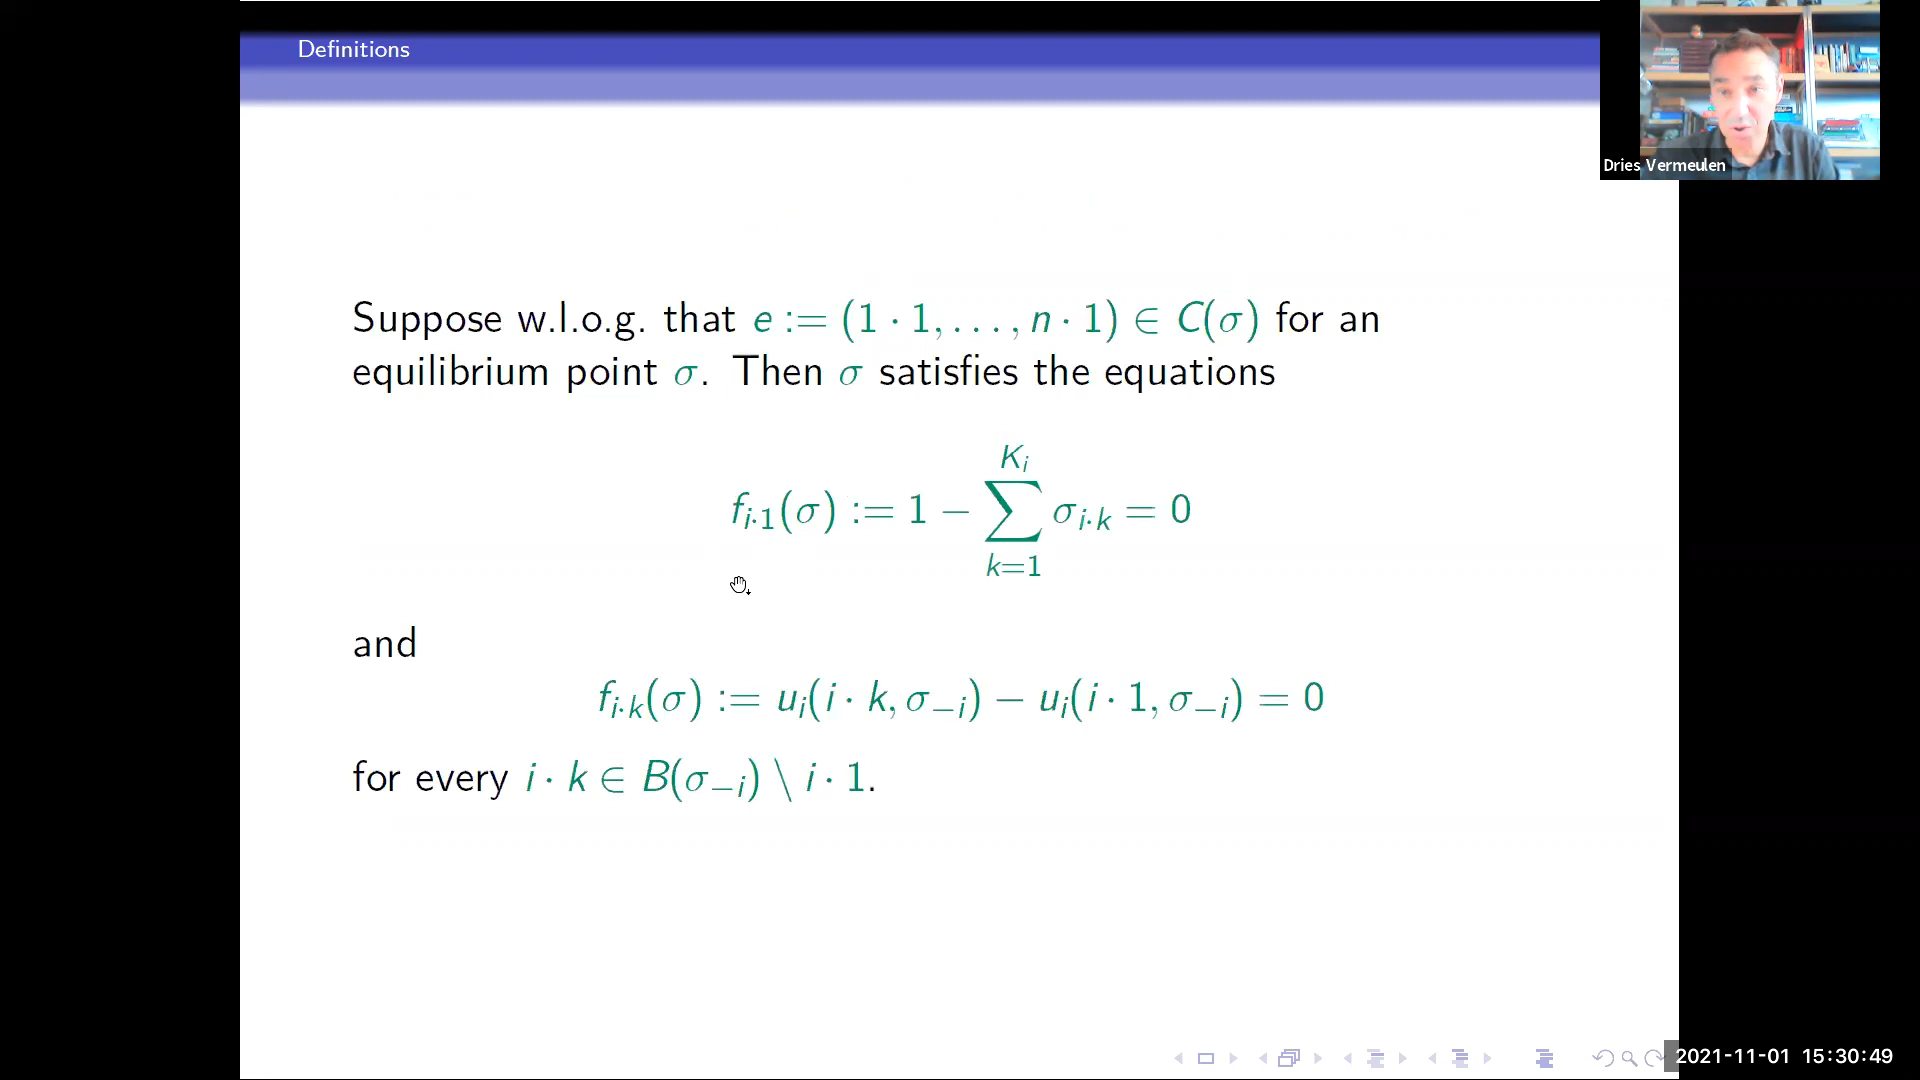 Definitions
Dries Vermeulen
Suppose w.l.o.g. that e := (1 · 1, . . . , n · 1) ∈ C(σ) for an
equilibrium point σ. Then σ satisfies the equations
f_{i·1}(σ) := 1 − ∑_{k=1}^{K_i} σ_{i·k} = 0
and
f_{i·k}(σ) := u_i(i · k, σ_{−i}) − u_i(i · 1, σ_{−i}) = 0
for every i · k ∈ B(σ_{−i}) \ i · 1.
2021-11-01 15:30:49